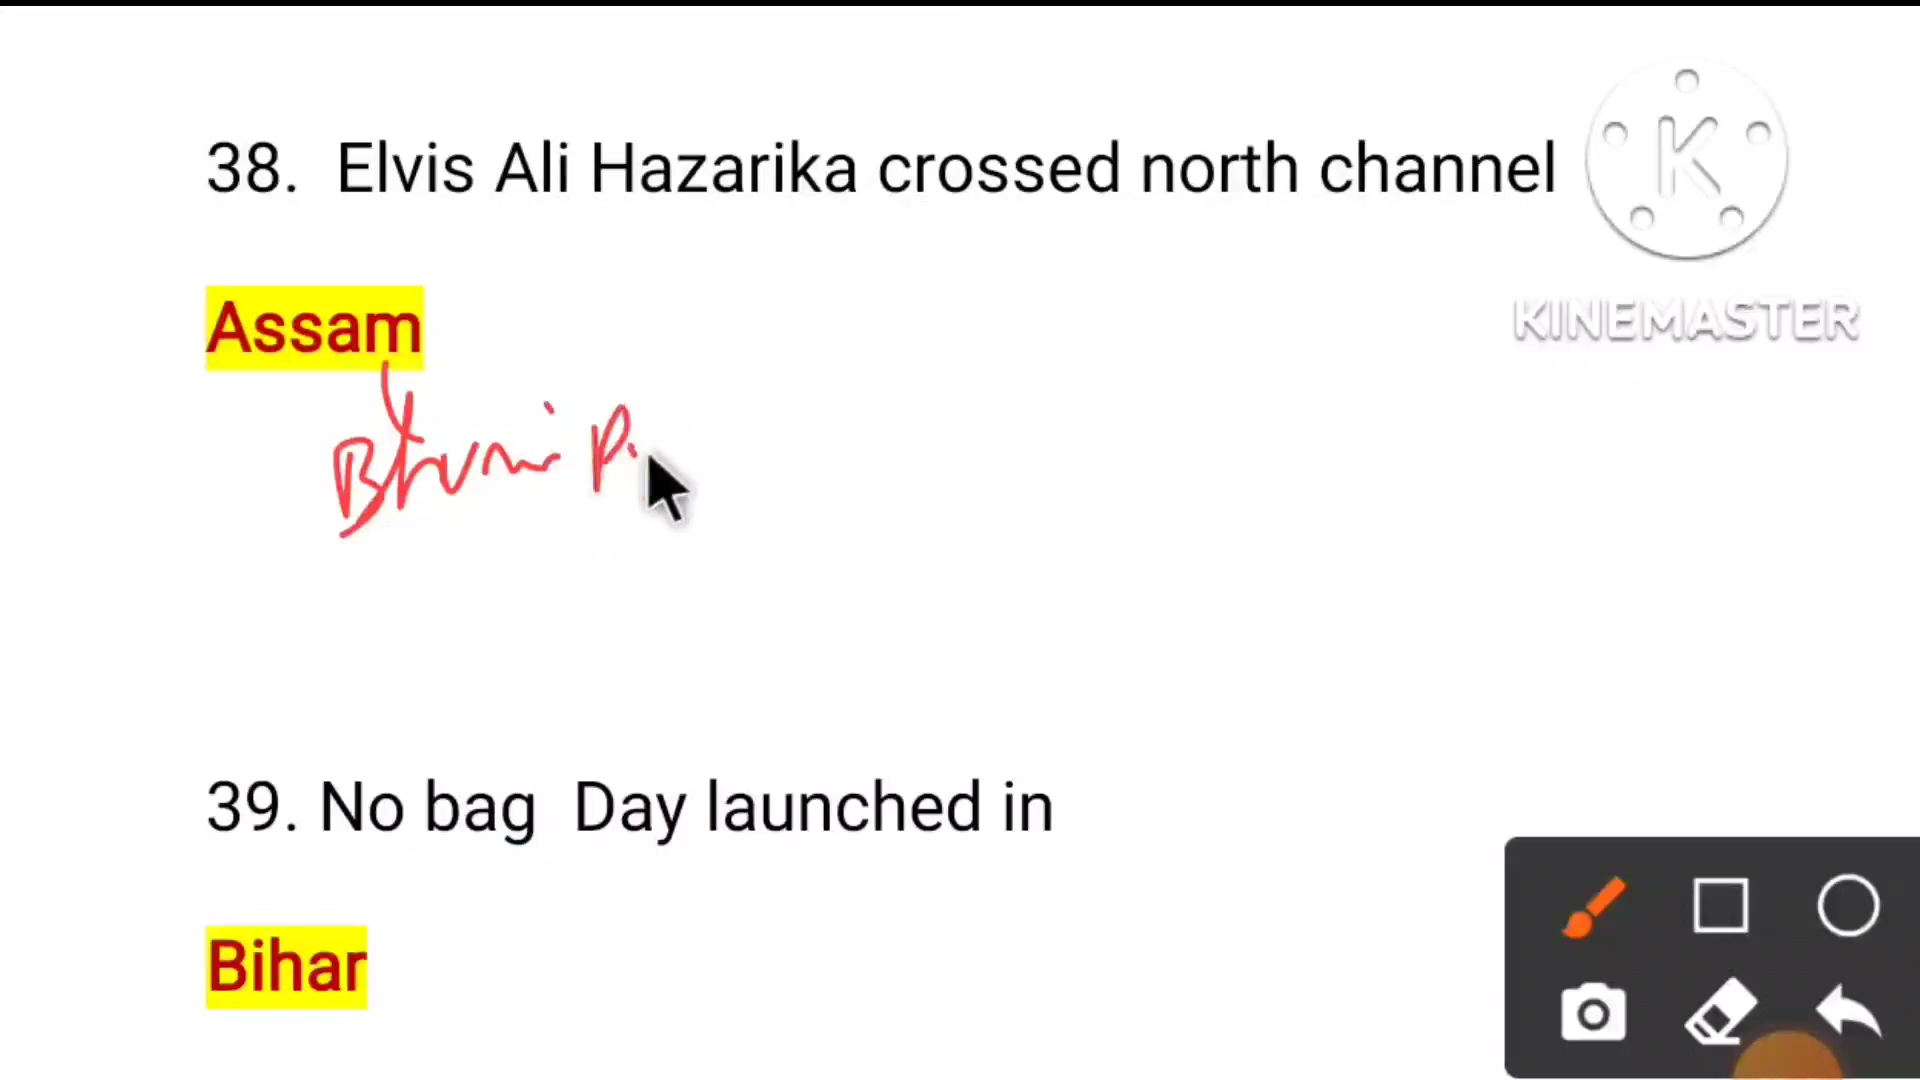 38. Elvis Ali Hazarika crossed north channel
KINEMASTER
Assam
39. No bag Day launched in
Bihar